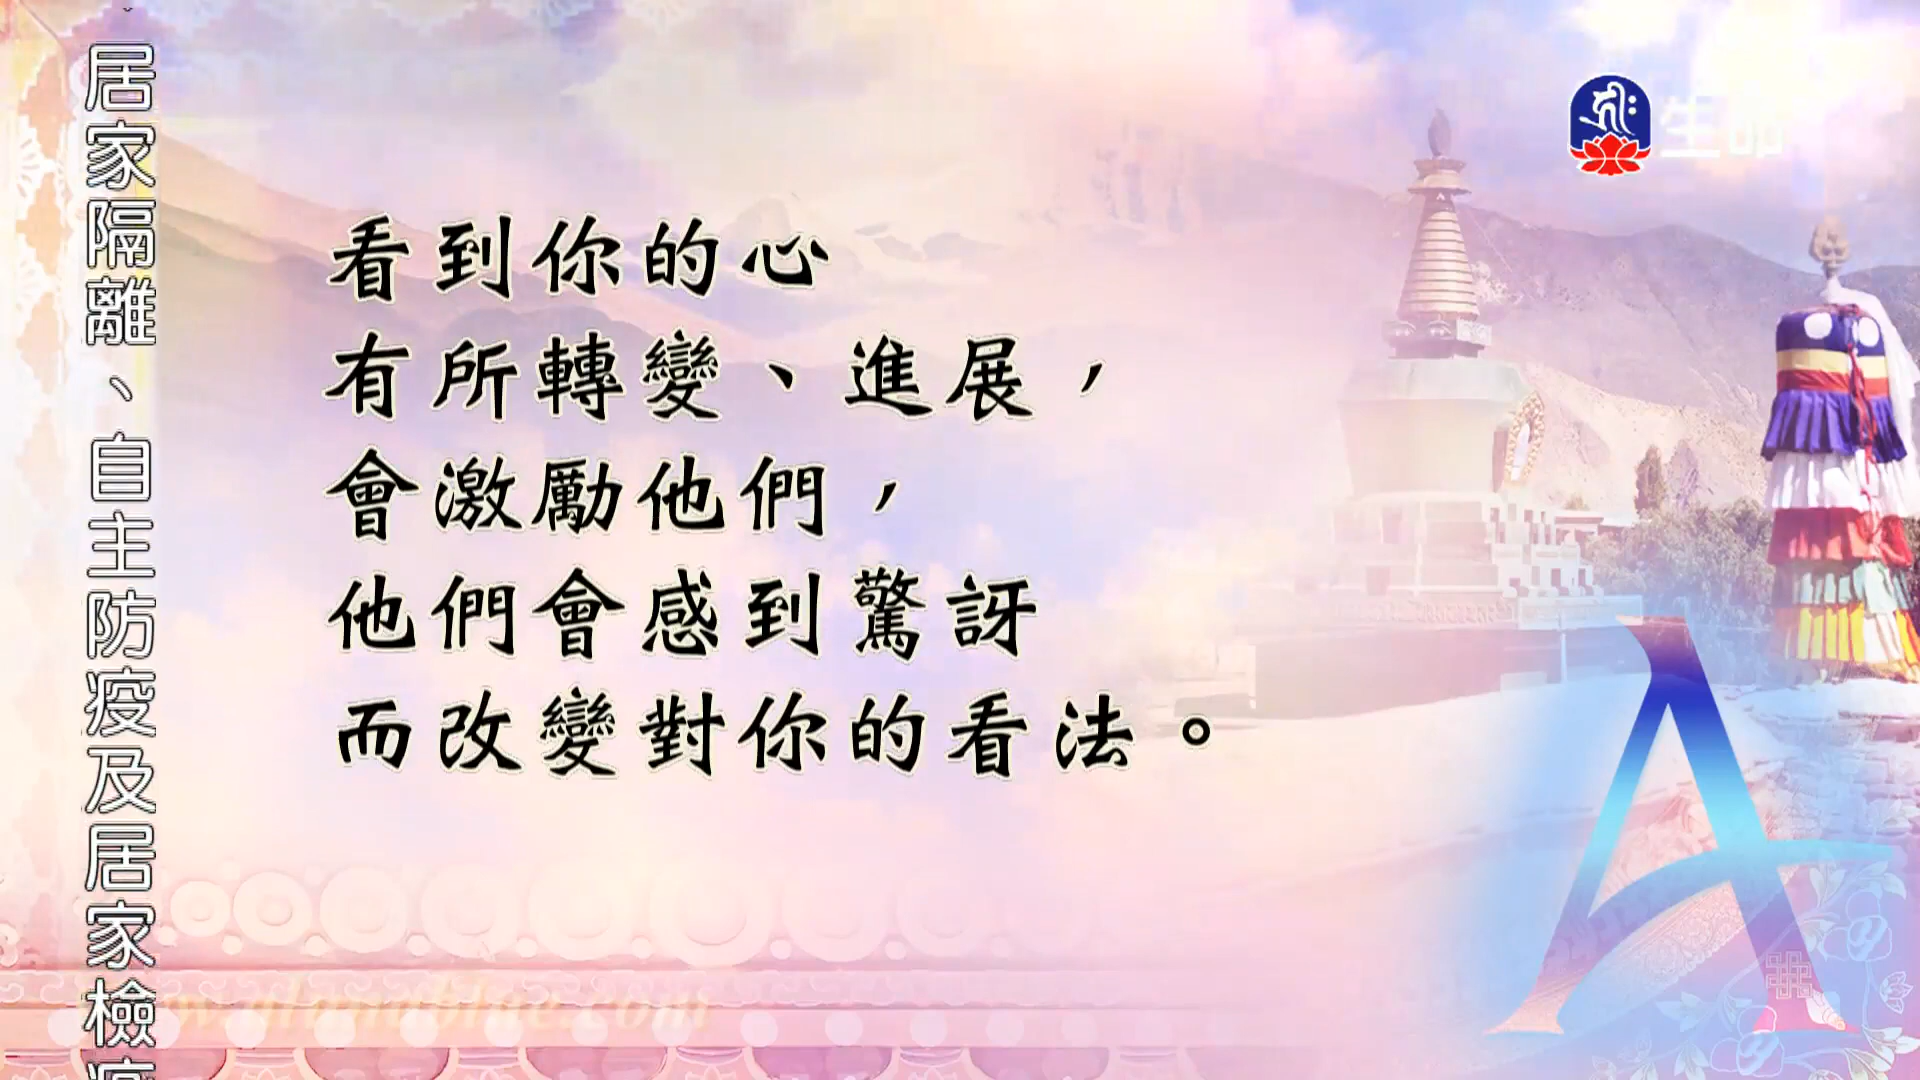 居家隔離、自主防疫及居家檢疫
看到你的心
有所轉變、進展，
會激勵他們，
他們會感到驚訝
而改變對你的看法。
生命
A